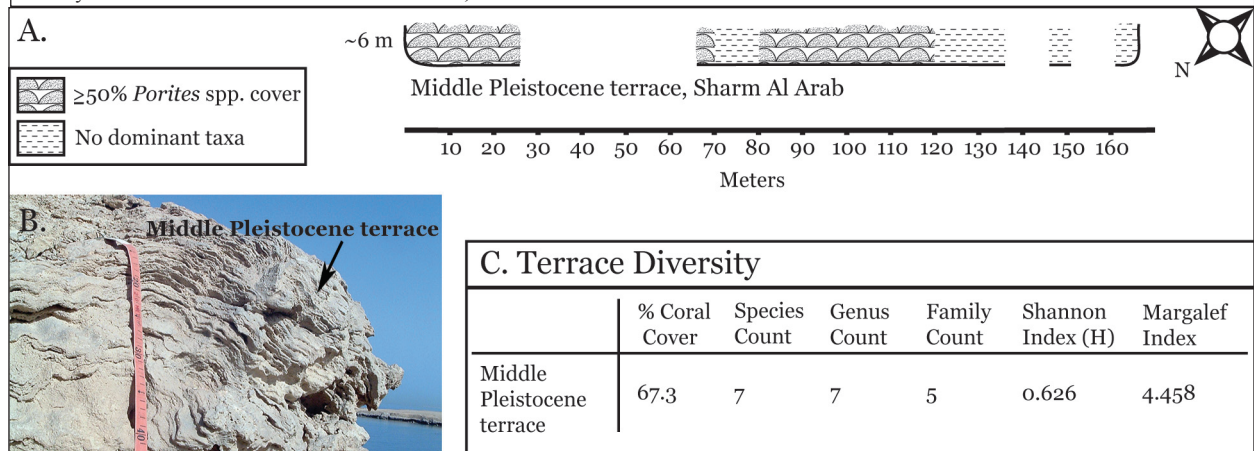 A.
~6 m
N
≥50% Porites spp. cover
No dominant taxa
Middle Pleistocene terrace, Sharm Al Arab
10 20 30 40 50 60 70 80 90 100 110 120 130 140 150 160
Meters
B.
Middle Pleistocene terrace
C. Terrace Diversity
% Coral Cover Species Count Genus Count Family Count Shannon Index (H) Margalef Index
Middle Pleistocene terrace 67.3 7 7 5 0.626 4.458